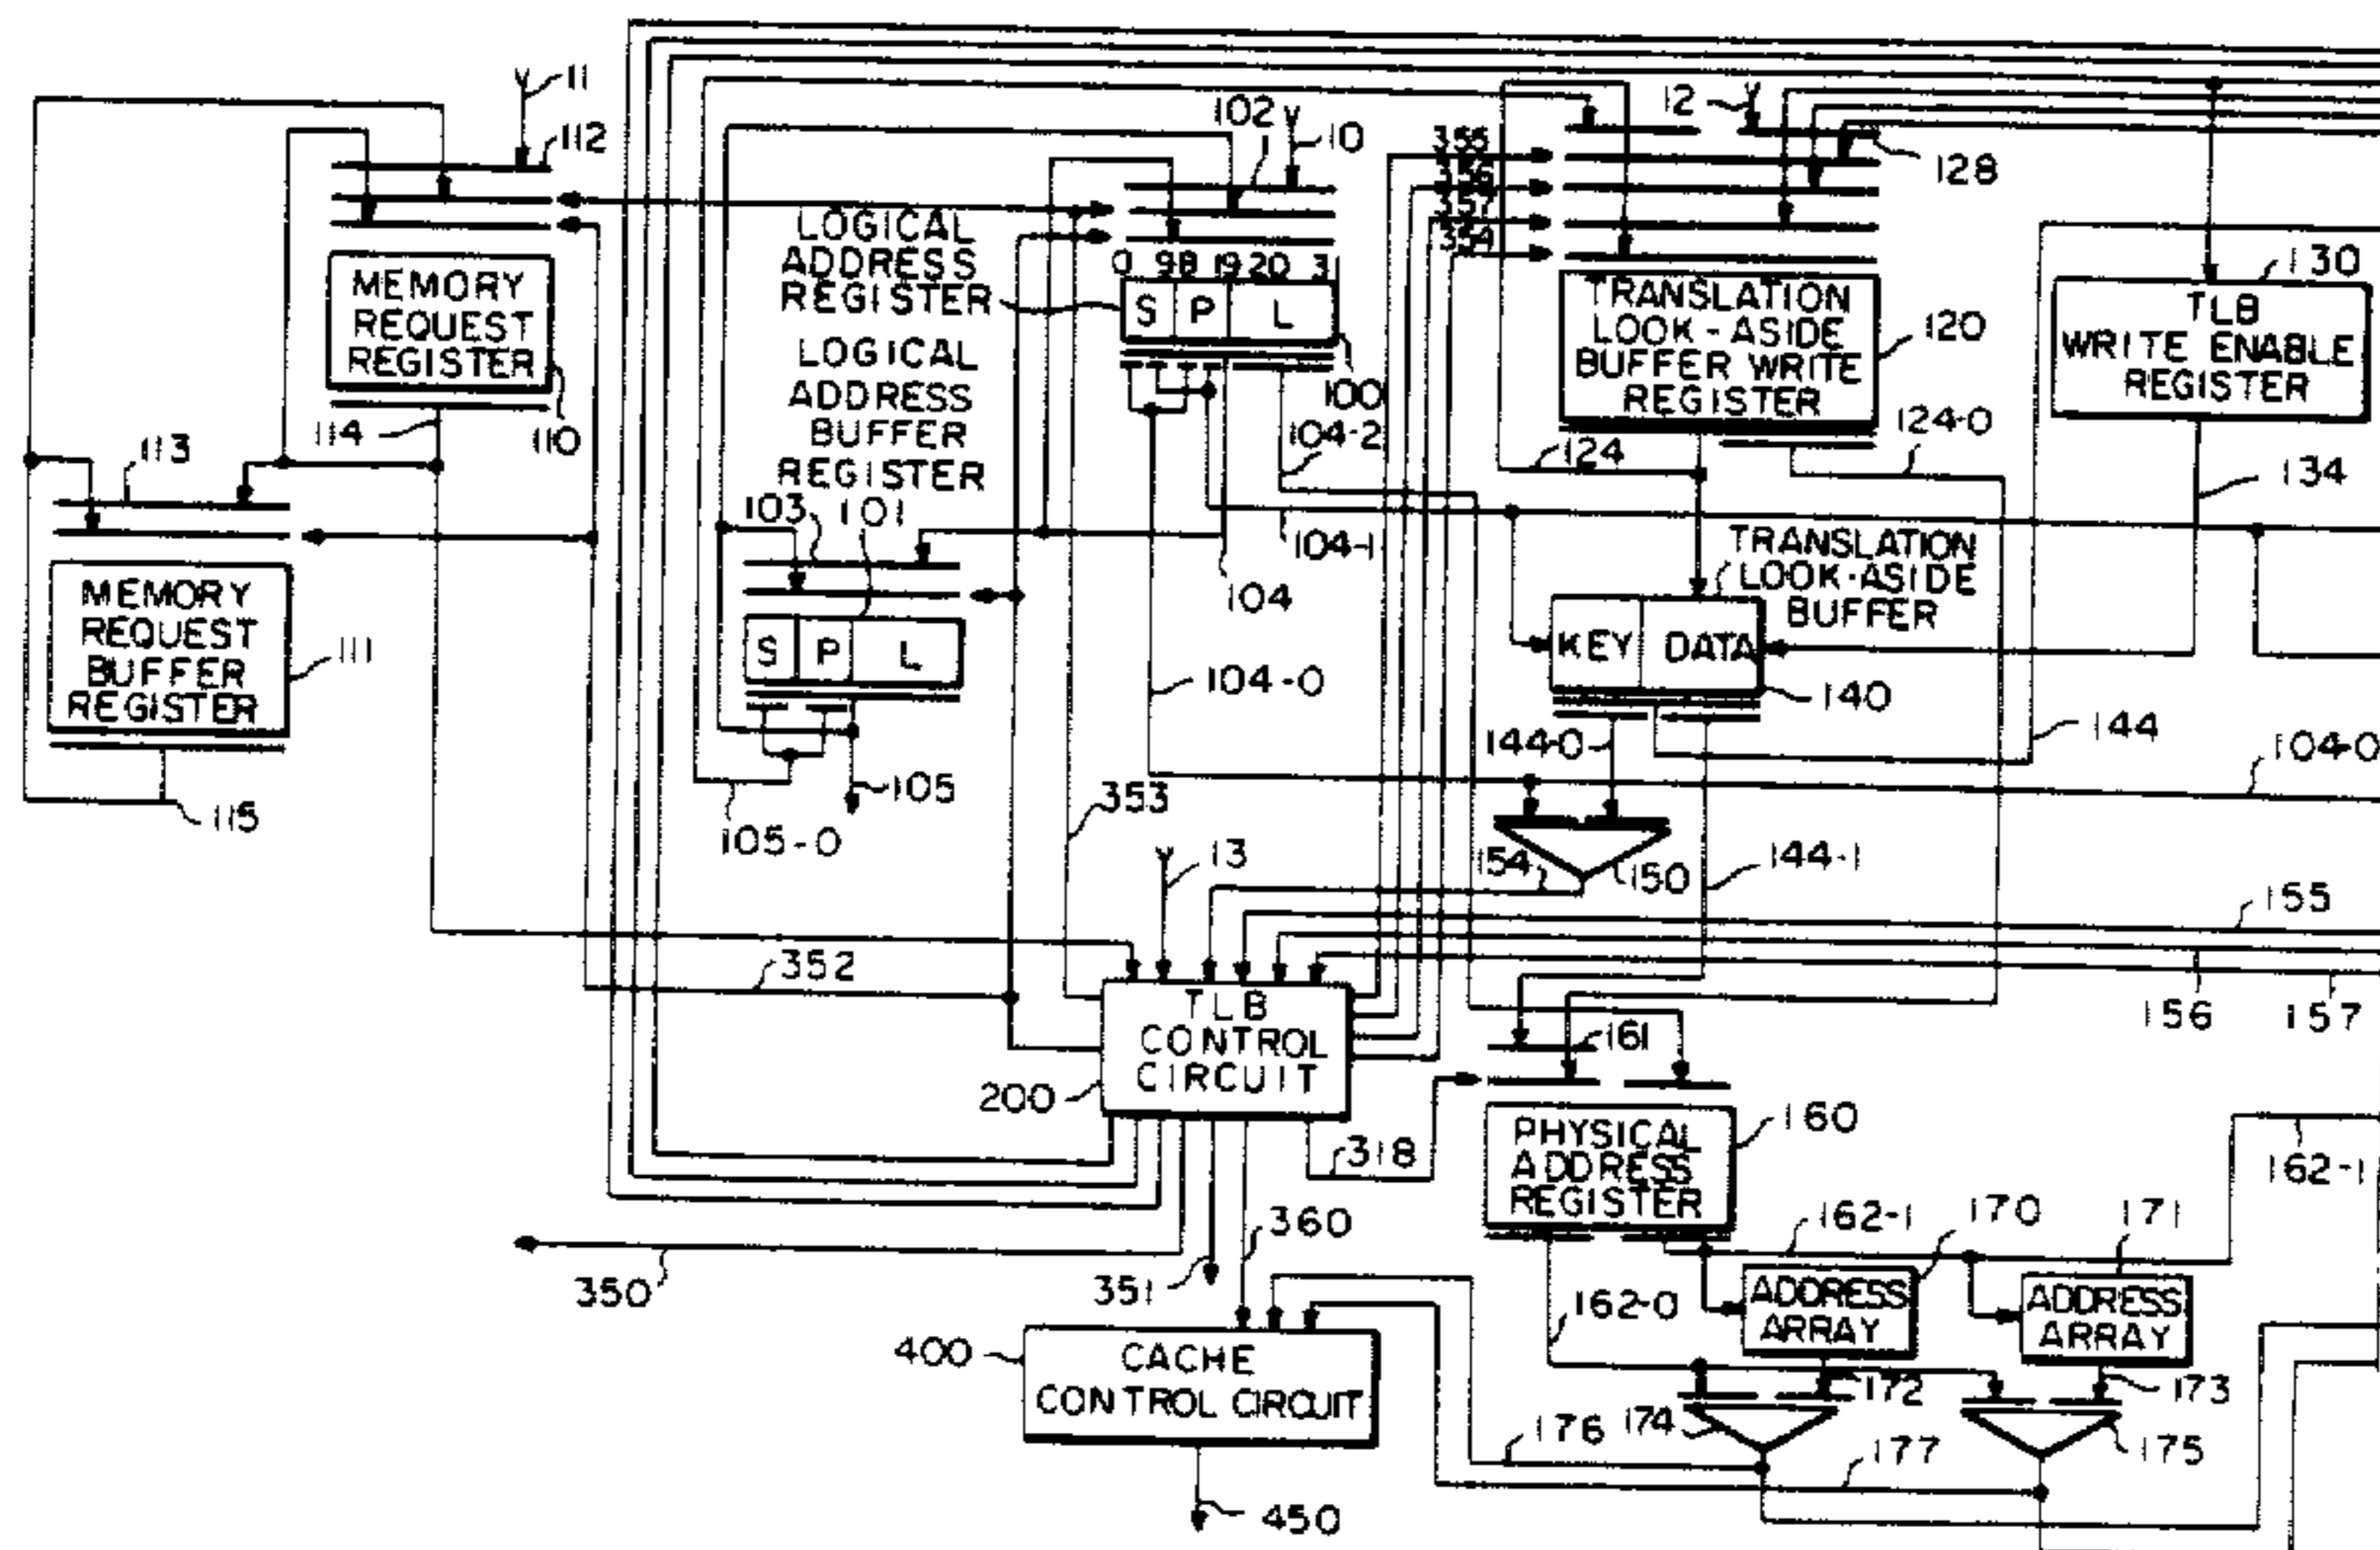 11
112
102
10
12
128
355
356
357
354
LOGICAL
ADDRESS
REGISTER
0 9 8 19 20 3
S P L
100
MEMORY
REQUEST
REGISTER
110
114
113
TRANSLATION
LOOK-ASIDE
BUFFER WRITE
REGISTER
120
130
TLB
WRITE ENABLE
REGISTER
LOGICAL
ADDRESS
BUFFER
REGISTER
104-2
124
124-0
134
103
101
104-1
104
TRANSLATION
LOOK-ASIDE
BUFFER
MEMORY
REQUEST
BUFFER
REGISTER
111
S P L
KEY DATA
140
104-0
144-0
144
104-0
115
105
105-0
353
13
154
150
144-1
155
352
156
157
TLB
CONTROL
CIRCUIT
200
161
318
PHYSICAL
ADDRESS
REGISTER
160
162-1
350
351
360
162-0
162-1
170
171
ADDRESS
ARRAY
ADDRESS
ARRAY
400
CACHE
CONTROL CIRCUIT
172
173
174
175
176
177
450